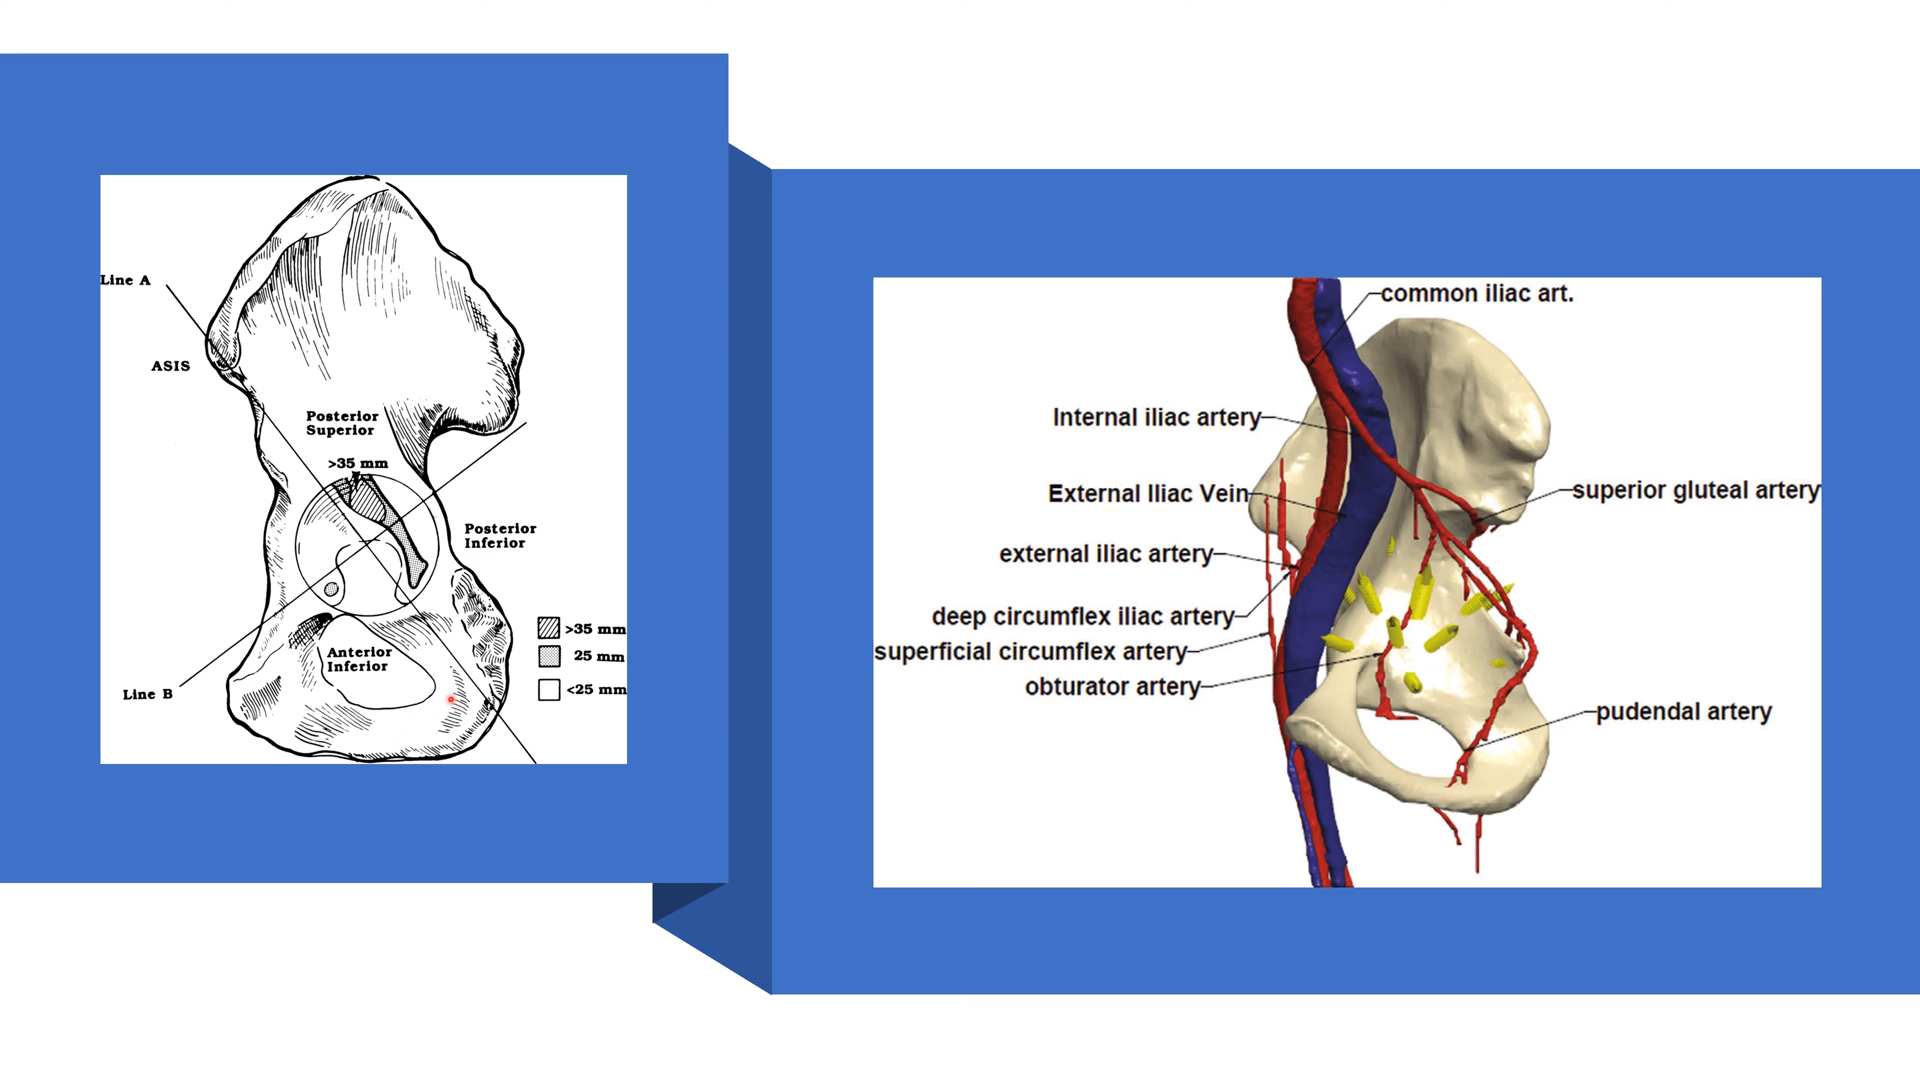 Line A
ASIS
Posterior
Superior
>35 mm
Posterior
Inferior
>35 mm
25 mm
<25 mm
Anterior
Inferior
Line B
common iliac art.
Internal iliac artery
External Iliac Vein
superior gluteal artery
external iliac artery
deep circumflex iliac artery
superficial circumflex artery
obturator artery
pudendal artery